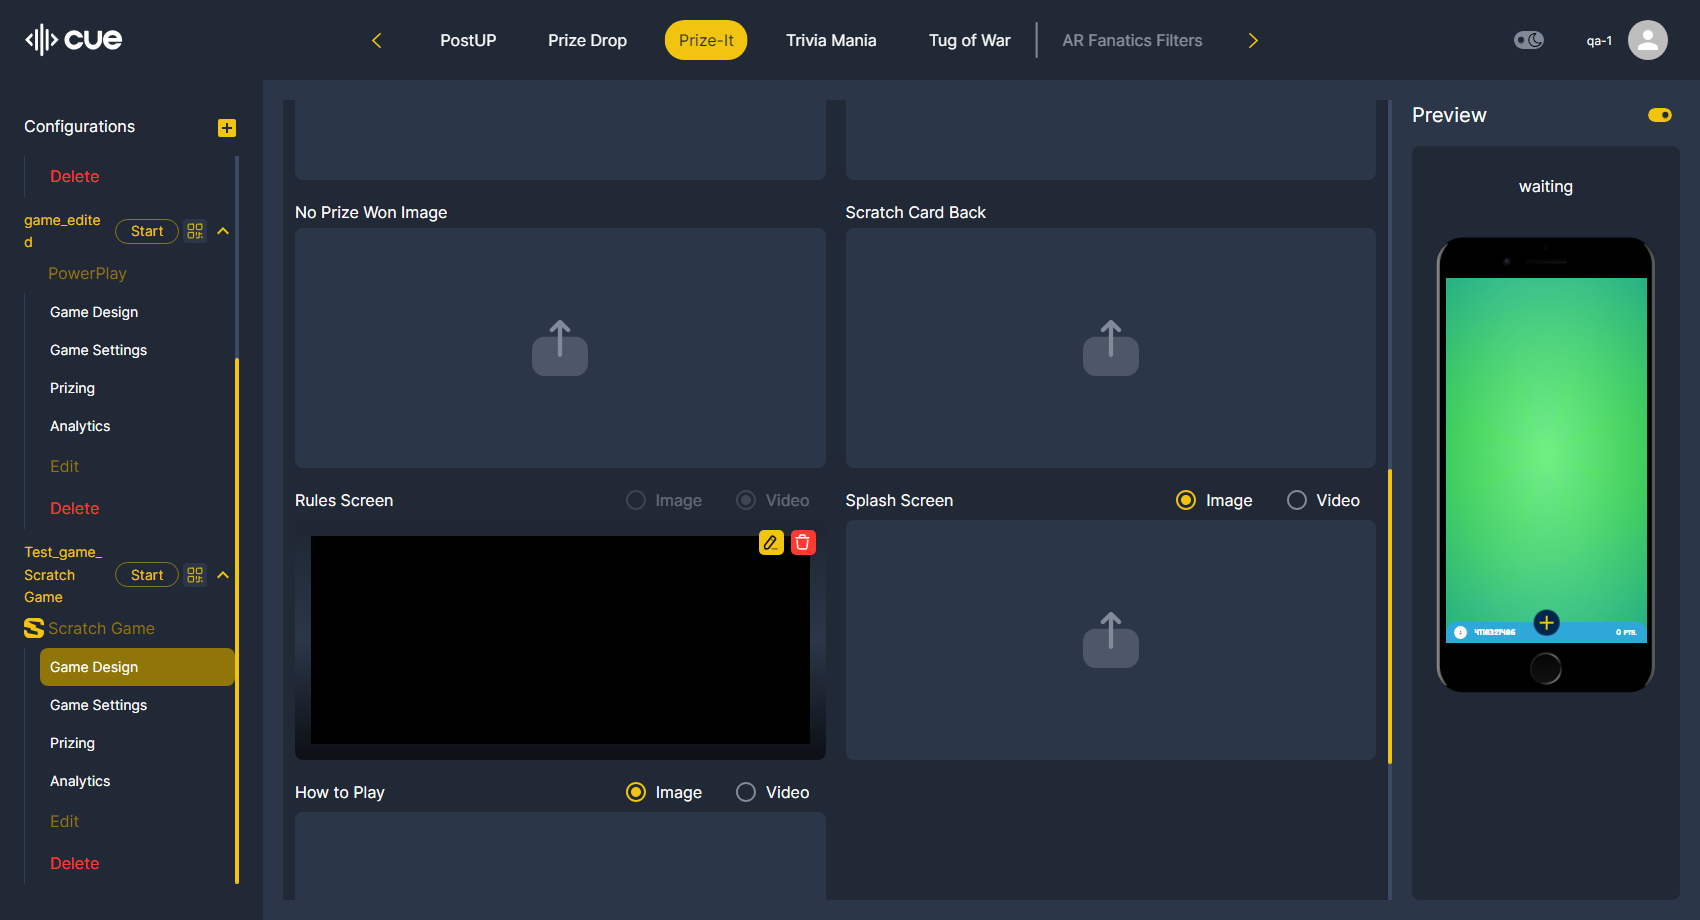 cue
PostUP
Prize Drop
Prize-It
Trivia Mania
Tug of War
AR Fanatics Filters
qa-1
Configurations
Delete
game_edite
d
Start
PowerPlay
Game Design
Game Settings
Prizing
Analytics
Edit
Delete
Test_game_
Scratch
Game
Start
Scratch Game
Game Design
Game Settings
Prizing
Analytics
Edit
Delete
No Prize Won Image
Scratch Card Back
Rules Screen
Image
Video
Splash Screen
Image
Video
How to Play
Image
Video
Preview
waiting
0 PTS.